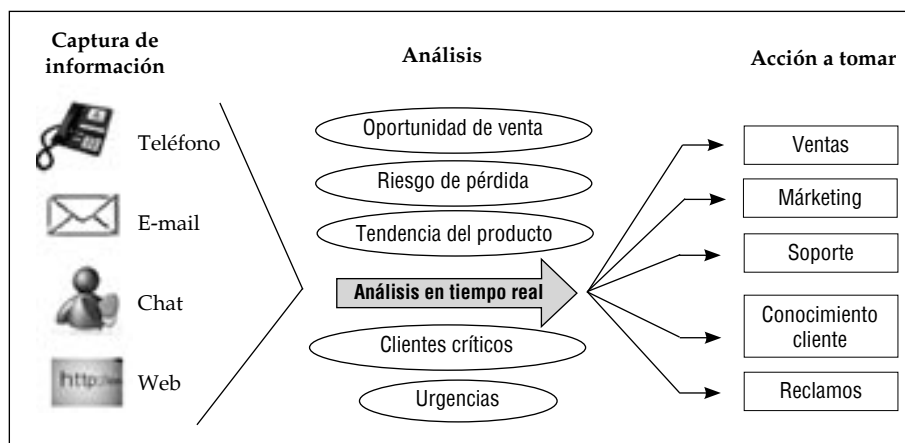 Captura de
información
Teléfono
E-mail
Chat
http://
Web
Análisis
Oportunidad de venta
Riesgo de pérdida
Tendencia del producto
Análisis en tiempo real
Clientes críticos
Urgencias
Acción a tomar
Ventas
Márketing
Soporte
Conocimiento
cliente
Reclamos